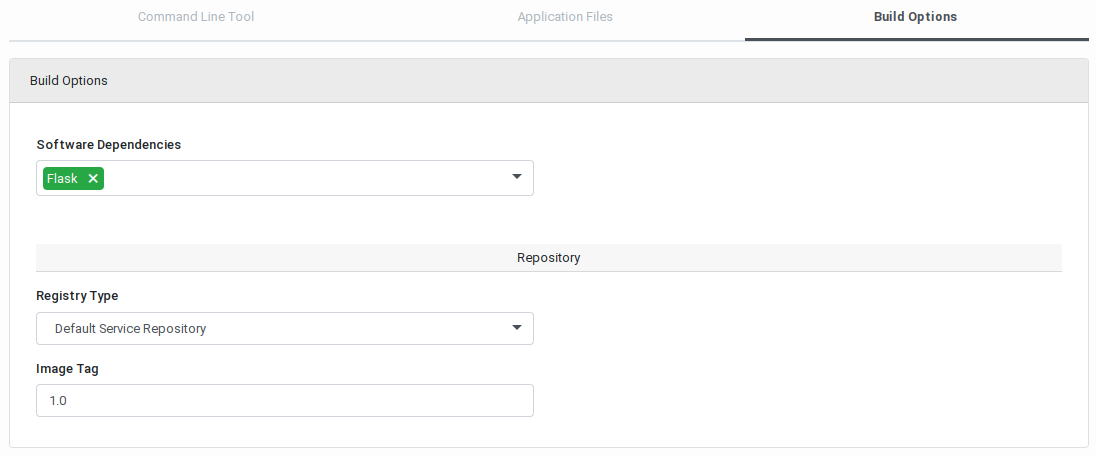 Command Line Tool
Application Files
Build Options
Build Options
Software Dependencies
Flask
Repository
Registry Type
Default Service Repository
Image Tag
1.0